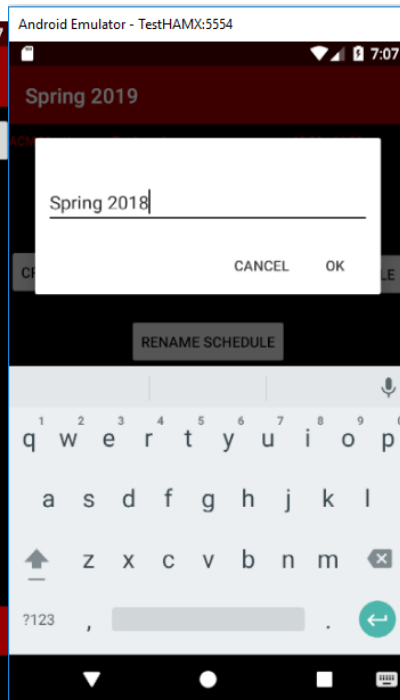 Android Emulator - TestHAMX:5554
7:07
Spring 2019
Spring 2018
CANCEL OK
LE
RENAME SCHEDULE
1 2 3 4 5 6 7 8 9 0
q w e r t y u i o p
a s d f g h j k l
z x c v b n m
?123 , .